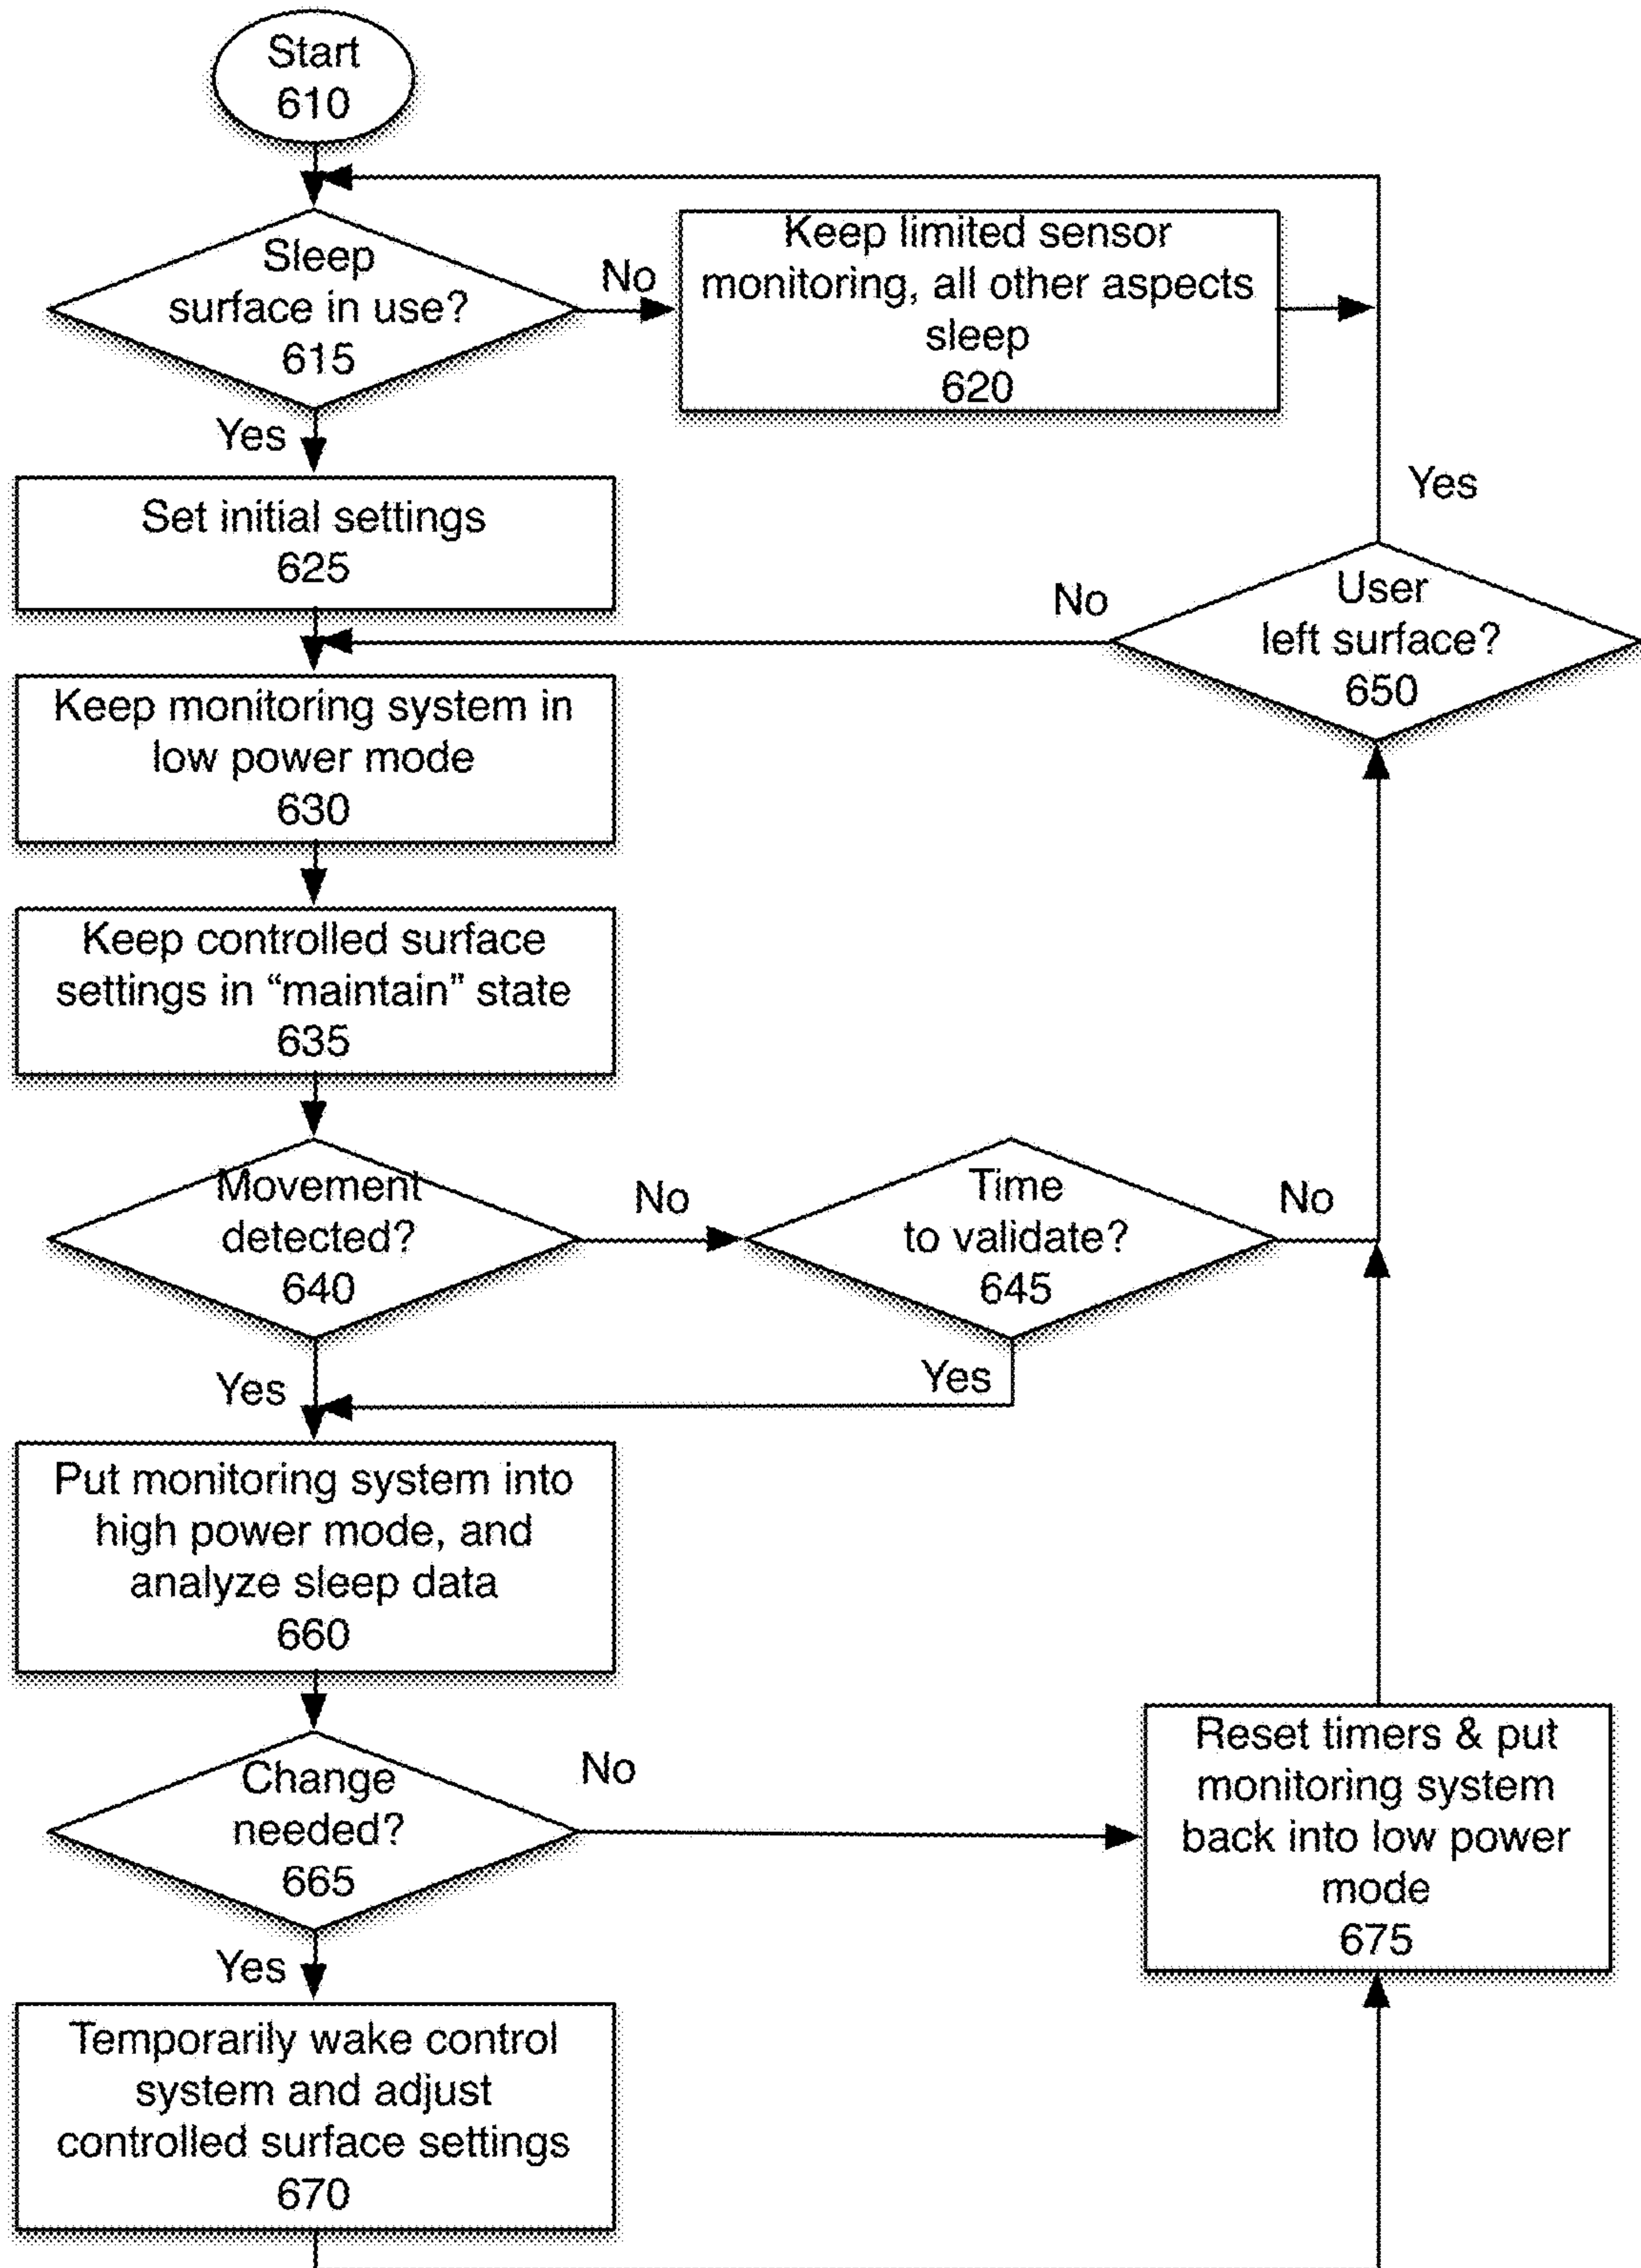 Start
610
Sleep
surface in use?
615
No
Keep limited sensor
monitoring, all other aspects
sleep
620
Yes
Set initial settings
625
Yes
User
left surface?
650
No
Keep monitoring system in
low power mode
630
Keep controlled surface
settings in “maintain” state
635
Movement
detected?
640
No
Time
to validate?
645
No
Yes
Yes
Put monitoring system into
high power mode, and
analyze sleep data
660
Change
needed?
665
No
Reset timers & put
monitoring system
back into low power
mode
675
Yes
Temporarily wake control
system and adjust
controlled surface settings
670